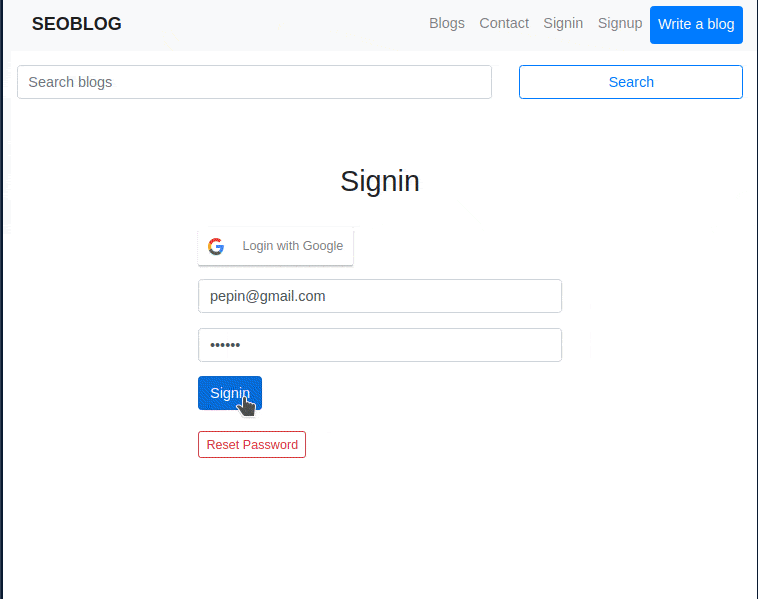 SEOBLOG Blogs Contact Signin Signup Write a blog
Search blogs Search
Signin
Login with Google
pepin@gmail.com
••••••
Signin
Reset Password